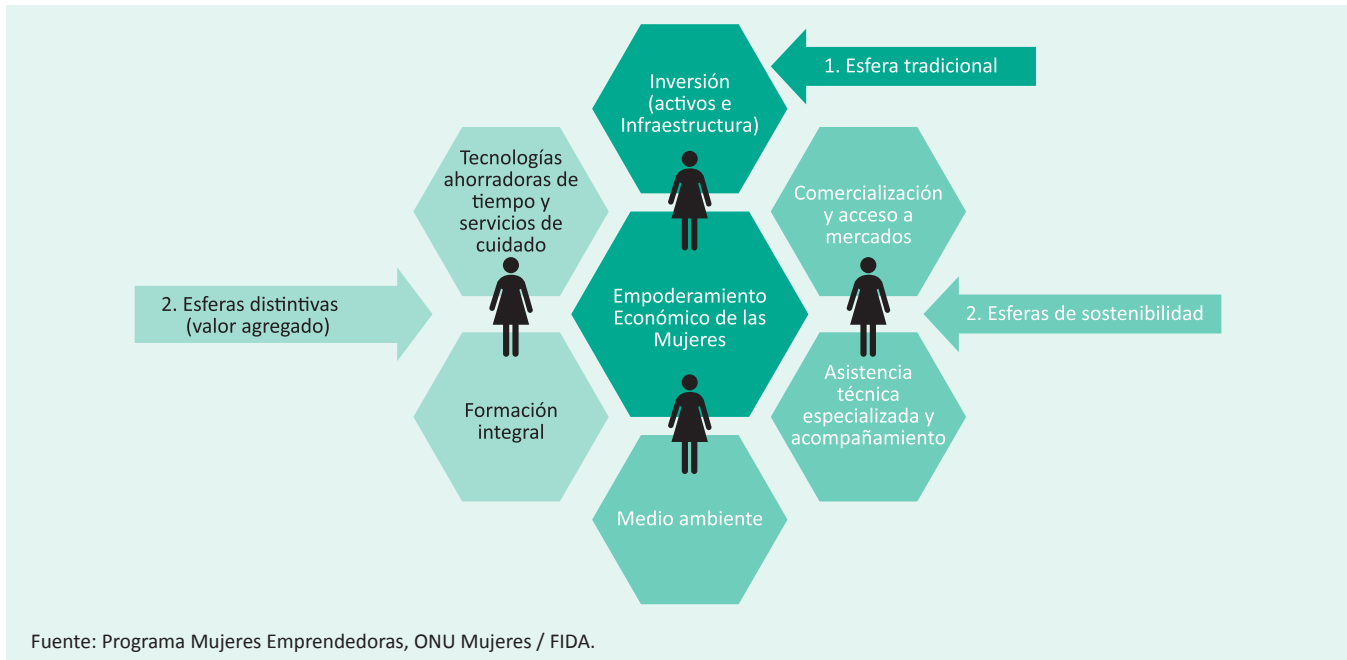 1. Esfera tradicional
Inversión
(activos e
Infraestructura)
Tecnologías
ahorradoras de
tiempo y
servicios de
cuidado
Comercialización
y acceso a
mercados
2. Esferas distintivas
(valor agregado)
Empoderamiento
Económico de las
Mujeres
2. Esferas de sostenibilidad
Formación
integral
Asistencia
técnica
especializada y
acompañamiento
Medio ambiente
Fuente: Programa Mujeres Emprendedoras, ONU Mujeres / FIDA.